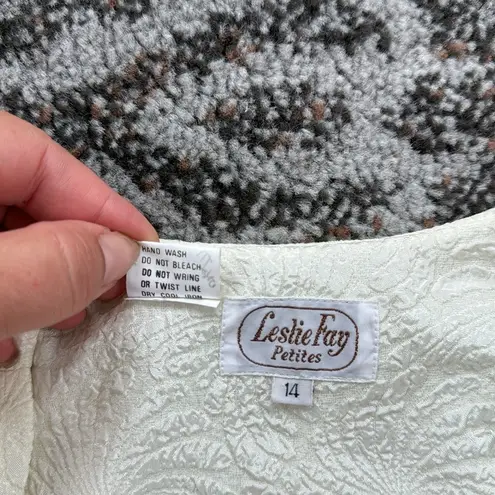 HAND WASH
DO NOT BLEACH
DO NOT WRING
OR TWIST LINE
DRY COOL IRON
Leslie Fay
Petites
14